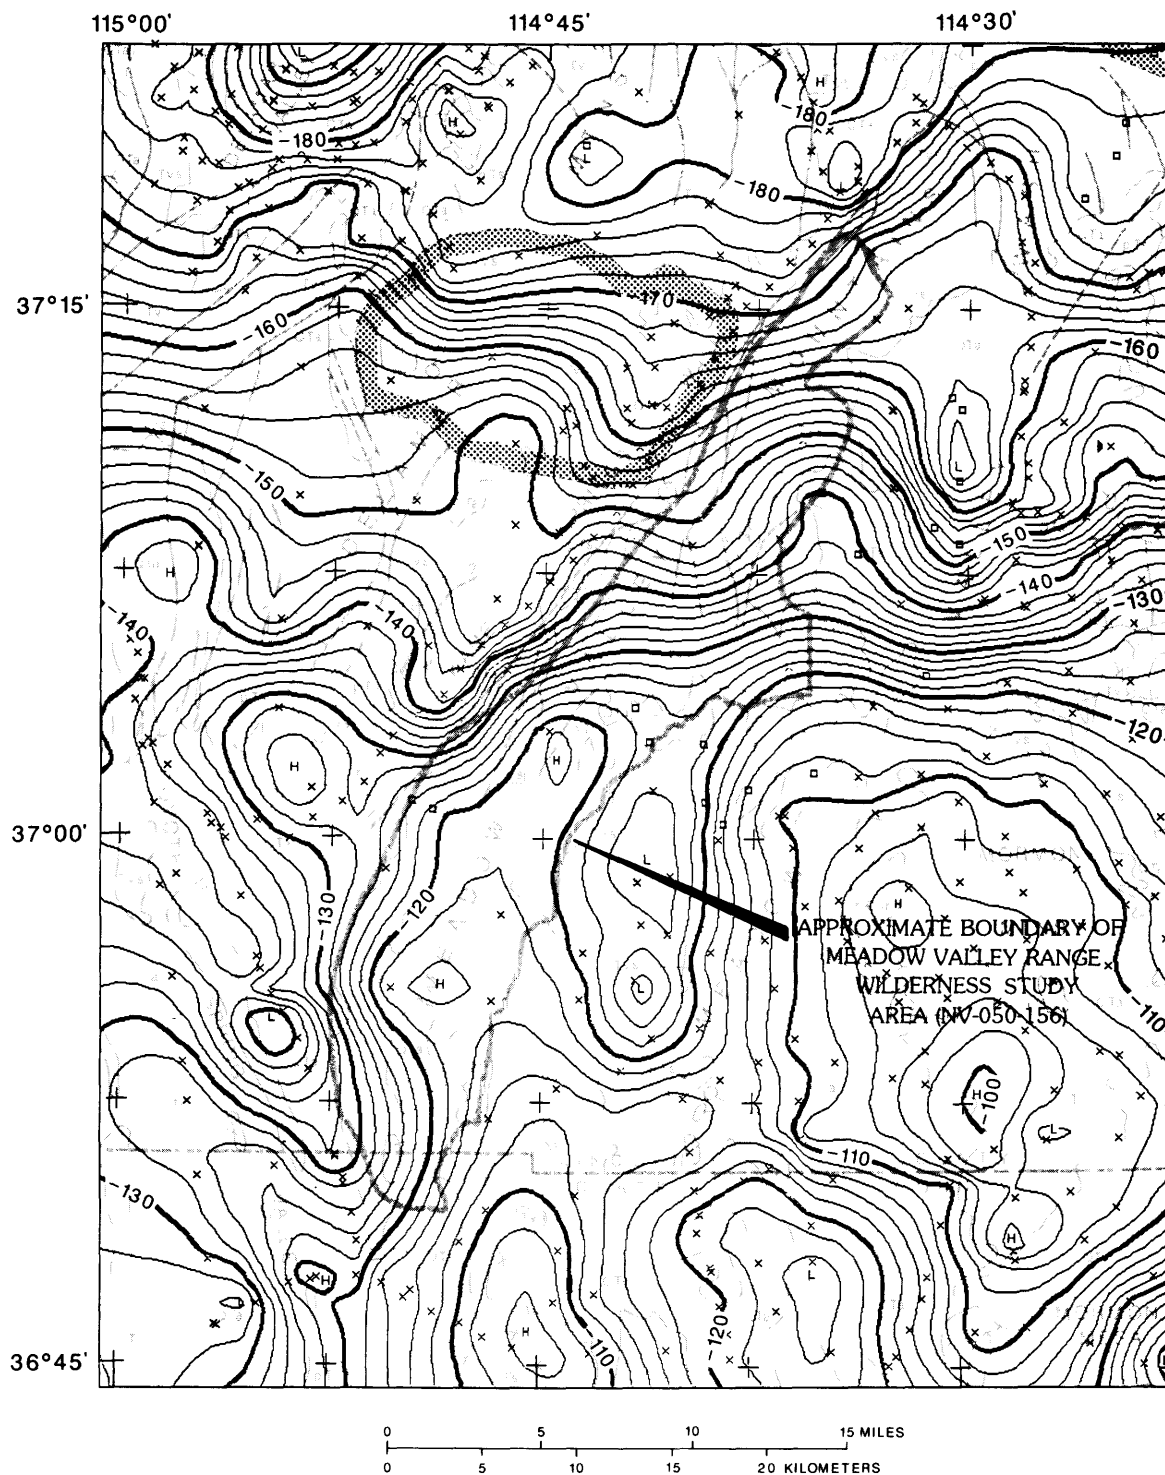 115°00' 114°45' 114°30'
L
H
H
-180
-180
L
-180
37°15'
-170
-160
-160
L
-150
-150
H
-140
-130
-140
-140
-120
H
H
37°00'
L
-130
-120
H
APPROXIMATE BOUNDARY OF
MEADOW VALLEY RANGE
WILDERNESS STUDY
AREA (NV-050-156)
H
L
L
-110
H
-100
L
-110
-130
H
H
L
H
-110
-120
36°45'
0 5 10 15 MILES
0 5 10 15 20 KILOMETERS